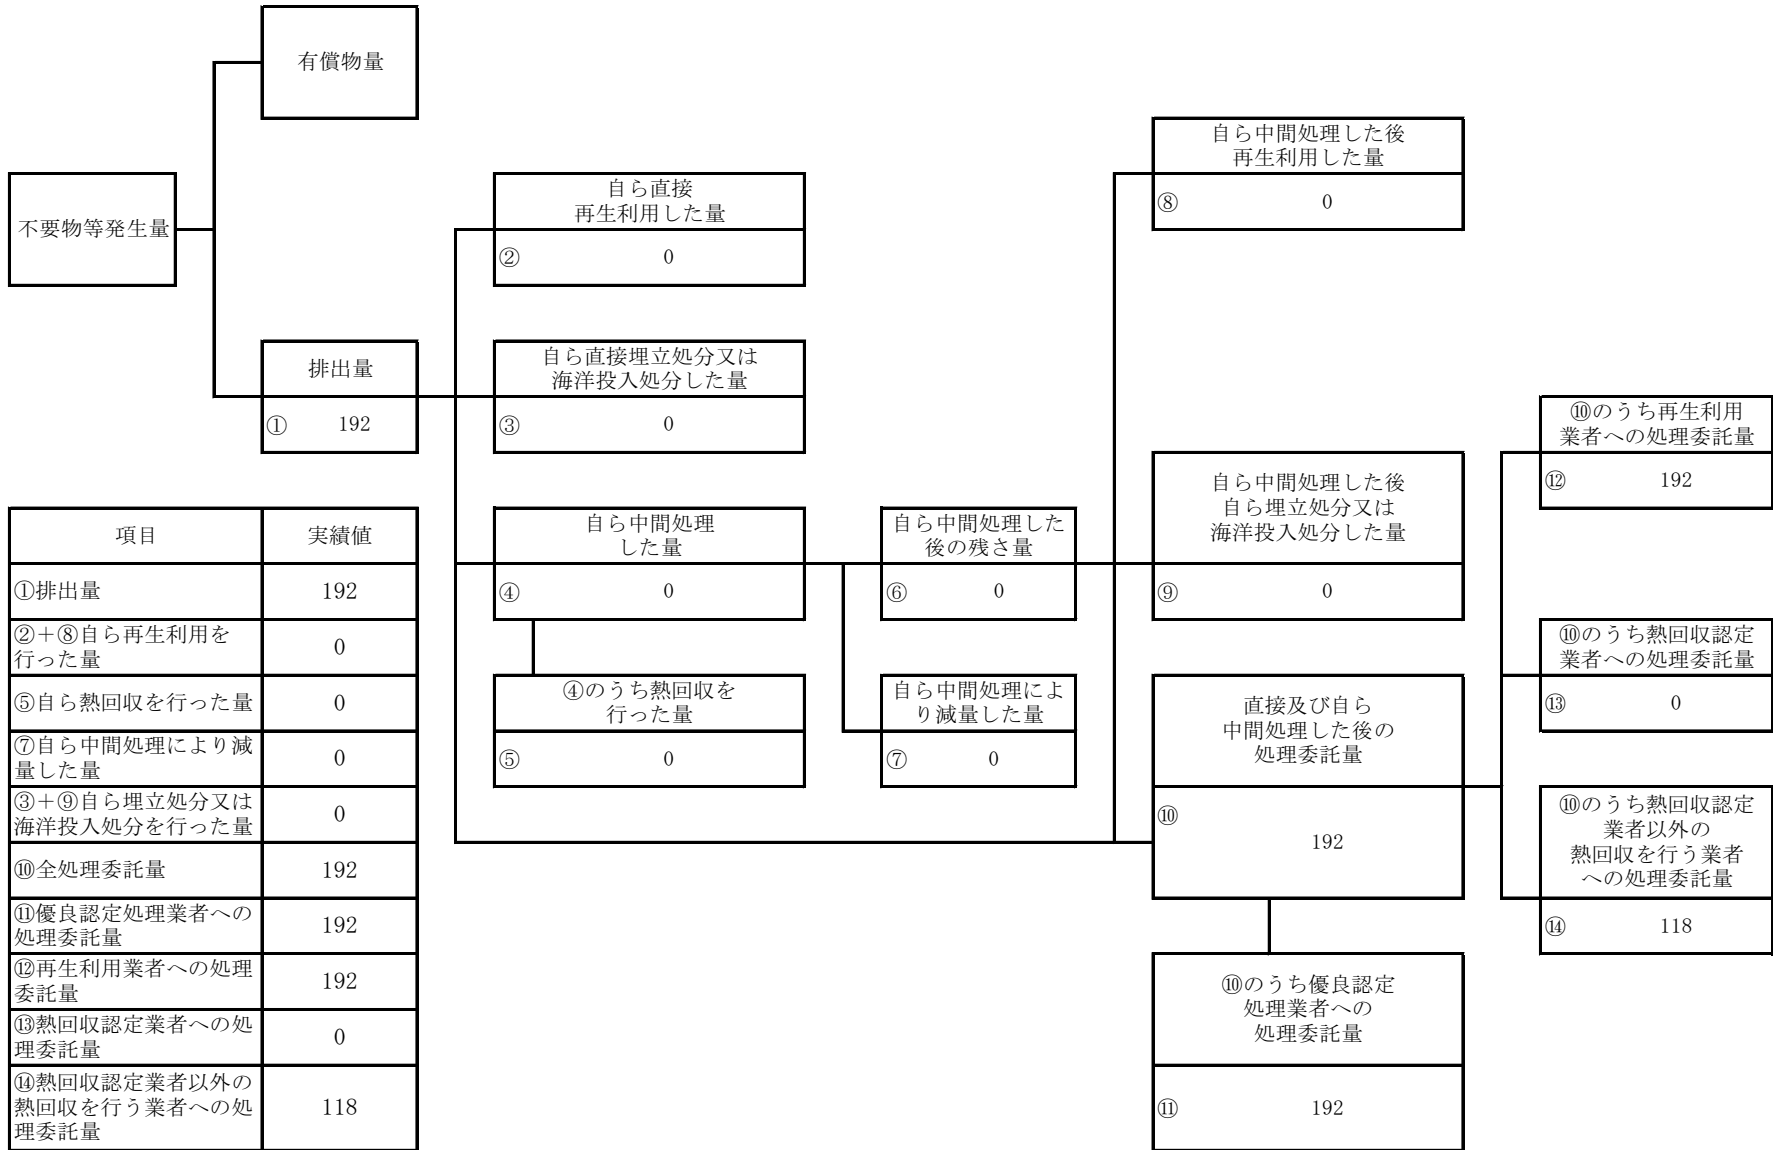 有償物量
不要物等発生量
排出量
① 192
自ら直接
再生利用した量
② 0
自ら直接埋立処分又は
海洋投入処分した量
③ 0
自ら中間処理
した量
④ 0
④のうち熱回収を
行った量
⑤ 0
自ら中間処理した
後の残さ量
⑥ 0
自ら中間処理によ
り減量した量
⑦ 0
自ら中間処理した後
再生利用した量
⑧ 0
自ら中間処理した後
自ら埋立処分又は
海洋投入処分した量
⑨ 0
直接及び自ら
中間処理した後の
処理委託量
⑩
192
⑩のうち優良認定
処理業者への
処理委託量
⑪ 192
⑩のうち再生利用
業者への処理委託量
⑫ 192
⑩のうち熱回収認定
業者への処理委託量
⑬ 0
⑩のうち熱回収認定
業者以外の
熱回収を行う業者
への処理委託量
⑭ 118
項目 実績値
①排出量 192
②+⑧自ら再生利用を
行った量 0
⑤自ら熱回収を行った量 0
⑦自ら中間処理により減
量した量 0
③+⑨自ら埋立処分又は
海洋投入処分を行った量 0
⑩全処理委託量 192
⑪優良認定処理業者への
処理委託量 192
⑫再生利用業者への処理
委託量 192
⑬熱回収認定業者への処
理委託量 0
⑭熱回収認定業者以外の
熱回収を行う業者への処 118
理委託量